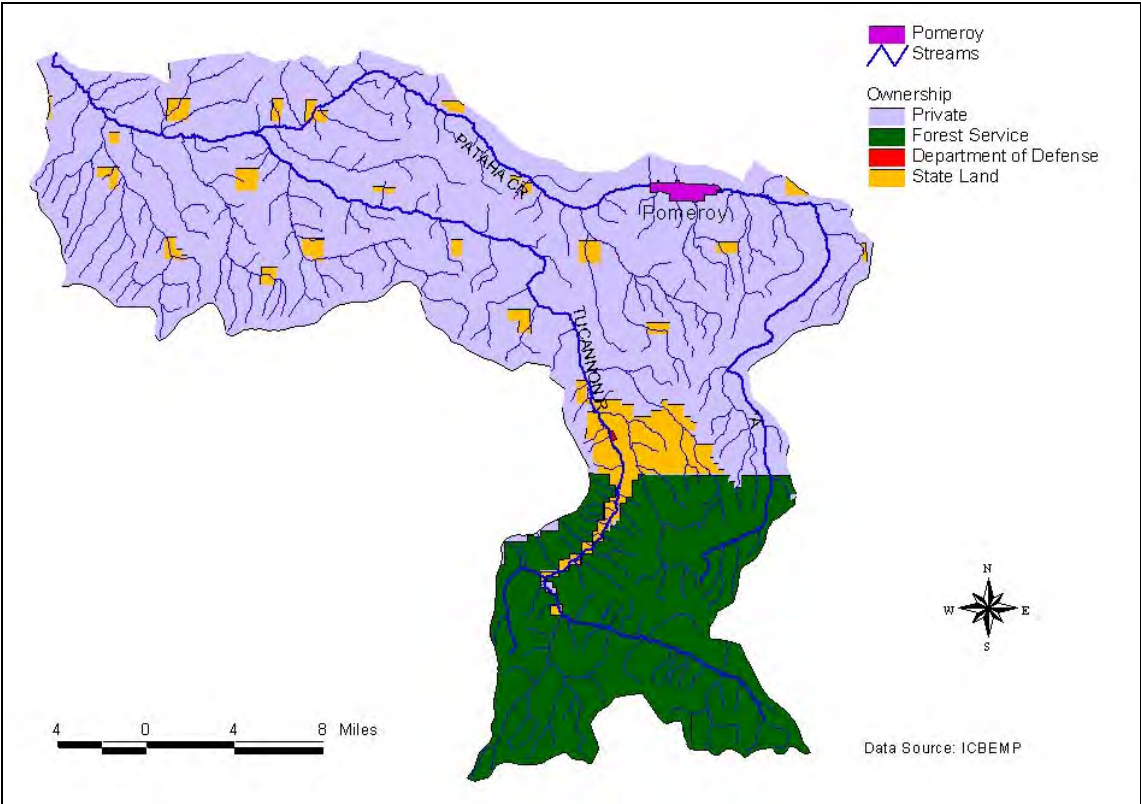 Pomeroy
Streams
Ownership
Private
Forest Service
Department of Defense
State Land
PATAHA CR
Pomeroy
TUCANNON R
A
N
W E
S
4 0 4 8 Miles
Data Source: ICBEMP